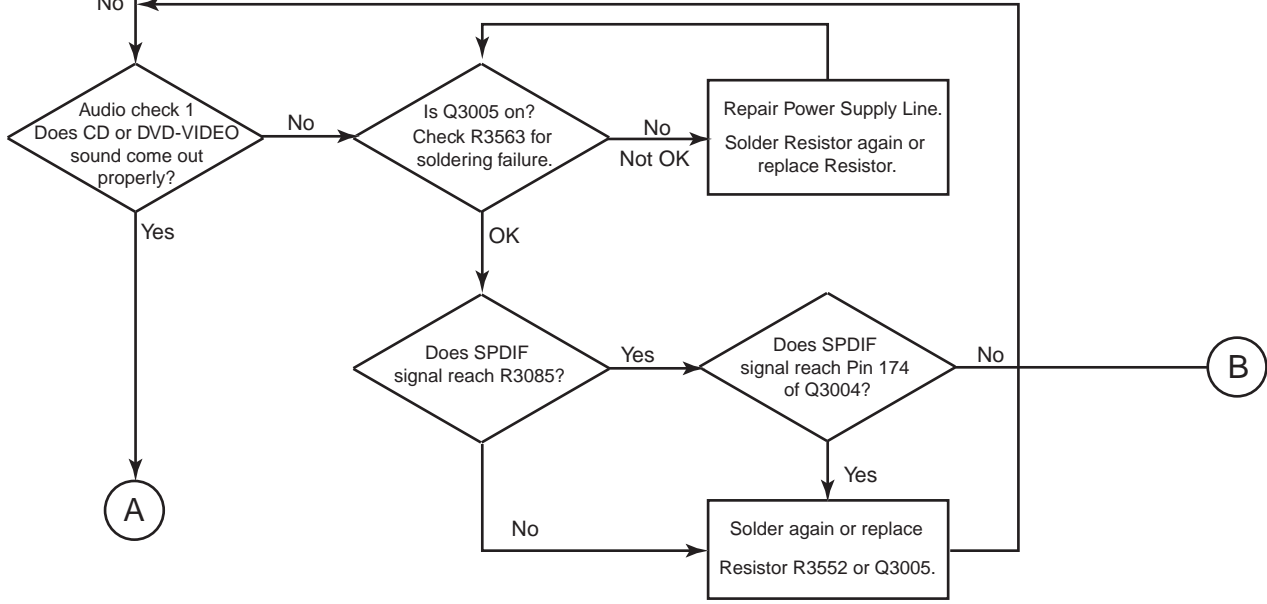 No
Audio check 1
Does CD or DVD-VIDEO
sound come out
properly?
No
Is Q3005 on?
Check R3563 for
soldering failure.
No
Not OK
Repair Power Supply Line.
Solder Resistor again or
replace Resistor.
Yes
OK
Does SPDIF
signal reach R3085?
Yes
Does SPDIF
signal reach Pin 174
of Q3004?
No
B
Yes
A
No
Solder again or replace
Resistor R3552 or Q3005.